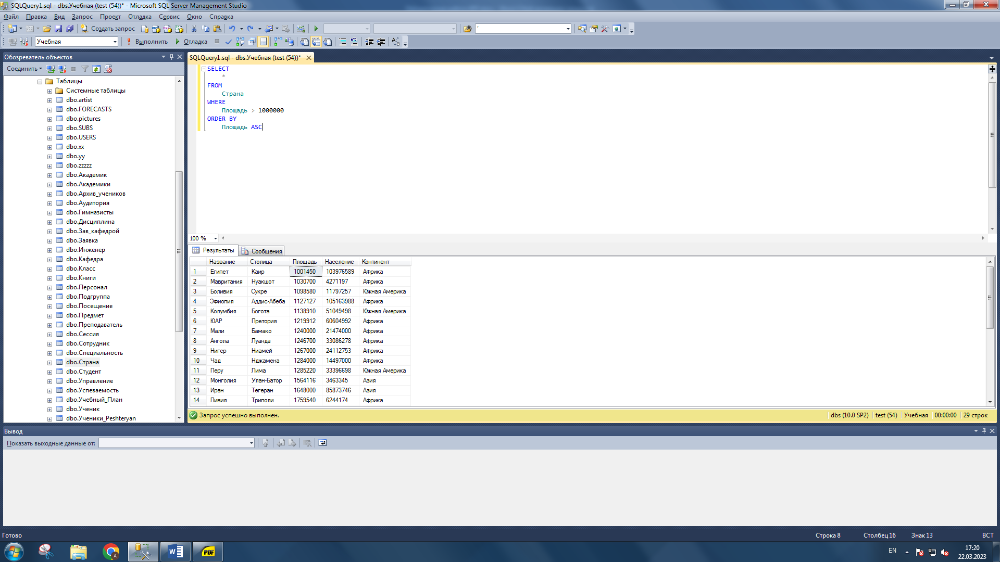 SQLQuery1.sql - dbs.Учебная (test (54))* - Microsoft SQL Server Management Studio
Файл Правка Вид Запрос Проект Отладка Сервис Окно Справка
Создать запрос
Учебная Выполнить Отладка
Обозреватель объектов
Соединить
Таблицы
Системные таблицы
dbo.artist
dbo.FORECASTS
dbo.pictures
dbo.SUBS
dbo.USERS
dbo.xx
dbo.yy
dbo.zzzzz
dbo.Академик
dbo.Академики
dbo.Архив_учеников
dbo.Аудитория
dbo.Гимназисты
dbo.Дисциплина
dbo.Зав_кафедрой
dbo.Заявка
dbo.Инженер
dbo.Кафедра
dbo.Класс
dbo.Книги
dbo.Персонал
dbo.Подгруппа
dbo.Посещение
dbo.Предмет
dbo.Преподаватель
dbo.Сессия
dbo.Сотрудник
dbo.Специальность
dbo.Страна
dbo.Студент
dbo.Управление
dbo.Успеваемость
dbo.Учебный_План
dbo.Ученик
dbo.Ученики_Peshteryan
SQLQuery1.sql - dbs.Учебная (test (54))*
SELECT
*
FROM
Страна
WHERE
Площадь > 1000000
ORDER BY
Площадь ASC
100 %
Результаты Сообщения
Название Столица Площадь Население Континент
1 Египет Каир 1001450 103976589 Африка
2 Мавритания Нуакшот 1030700 4271197 Африка
3 Боливия Сукре 1098580 11797257 Южная Америка
4 Эфиопия Аддис-Абеба 1127127 105163988 Африка
5 Колумбия Богота 1138910 51049498 Южная Америка
6 ЮАР Претория 1219912 60604992 Африка
7 Мали Бамако 1240000 21474000 Африка
8 Ангола Луанда 1246700 33086278 Африка
9 Нигер Ниамей 1267000 24112753 Африка
10 Чад Нджамена 1284000 14497000 Африка
11 Перу Лима 1285220 33396698 Южная Америка
12 Монголия Улан-Батор 1564116 3463345 Азия
13 Иран Тегеран 1648000 85873746 Азия
14 Ливия Триполи 1759540 6244174 Африка
Запрос успешно выполнен. dbs (10.0 SP2) test (54) Учебная 00:00:00 29 строк
Вывод
Показать выходные данные от:
Готово Строка 8 Столбец 16 Знак 13 ВСТ
EN 17:20
22.03.2023